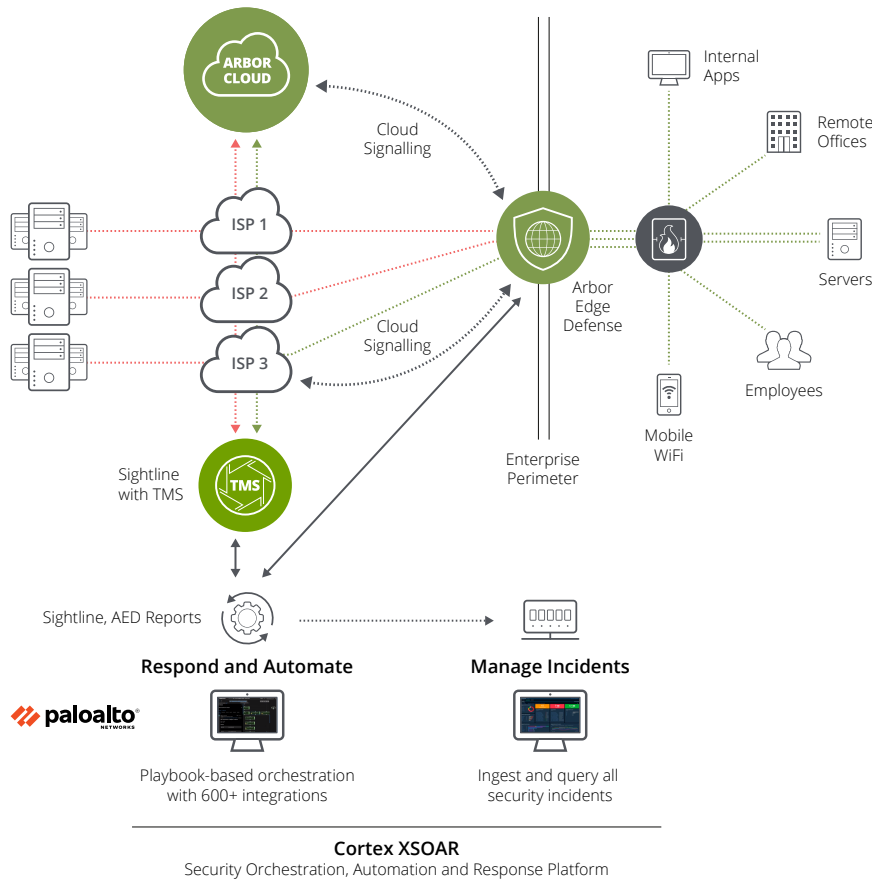 ARBOR
CLOUD
Cloud
Signalling
Internal
Apps
Remote
Offices
ISP 1
ISP 2
ISP 3
Cloud
Signalling
Arbor
Edge
Defense
Servers
Employees
Mobile
WiFi
Enterprise
Perimeter
Sightline
with TMS
TMS
Sightline, AED Reports
Respond and Automate
Manage Incidents
paloalto®
NETWORKS
Playbook-based orchestration
with 600+ integrations
Ingest and query all
security incidents
Cortex XSOAR
Security Orchestration, Automation and Response Platform